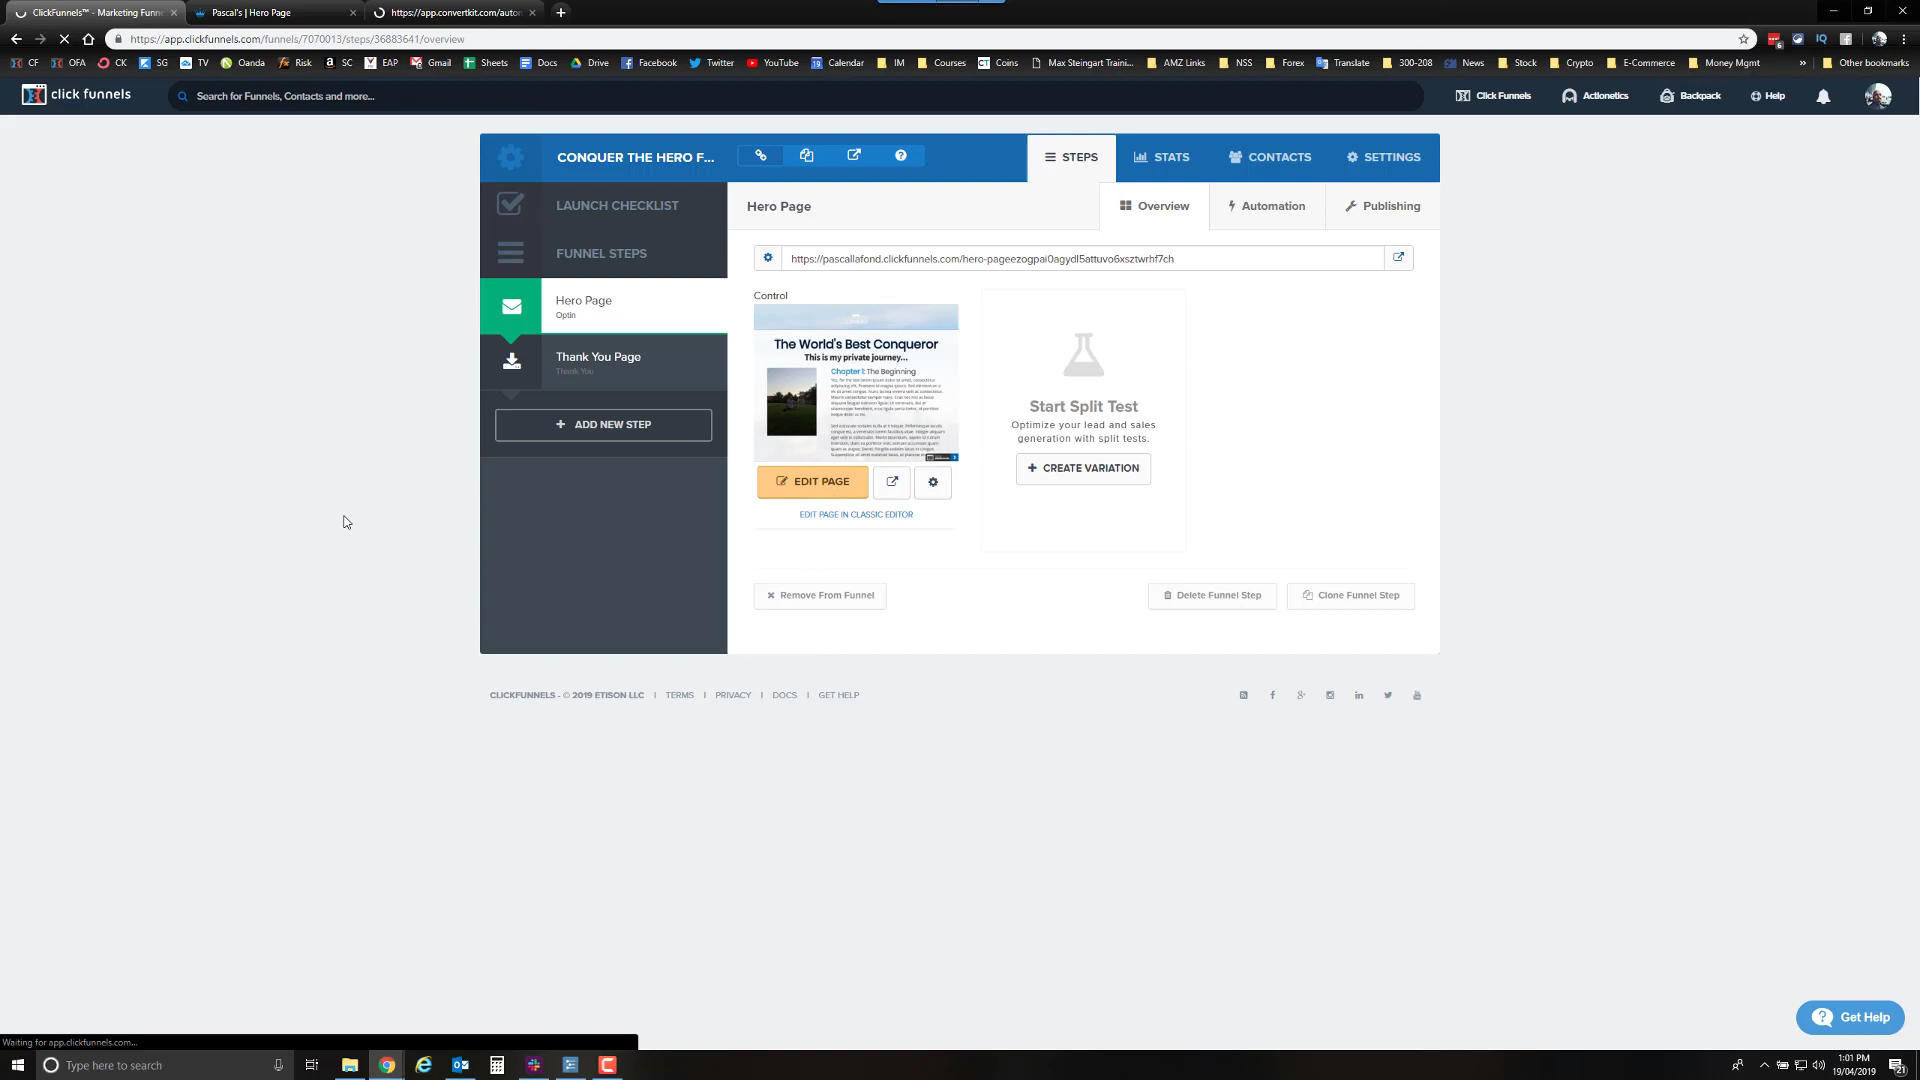 ClickFunnels™ - Marketing Funn
Pascal's | Hero Page
https://app.convertkit.com/autom
https://app.clickfunnels.com/funnels/7070013/steps/36883641/overview
CF OFA CK SG TV Oanda Risk SC EAP Gmail Sheets Docs Drive Facebook Twitter YouTube Calendar IM Courses Coins Max Steingart Traini... AMZ Links NSS Forex Translate 300-208 News Stock Crypto E-Commerce Money Mgmt » Other bookmarks
click funnels
Search for Funnels, Contacts and more...
Click Funnels Actionetics Backpack Help
CONQUER THE HERO F...
STEPS STATS CONTACTS SETTINGS
LAUNCH CHECKLIST
Hero Page
Overview Automation Publishing
FUNNEL STEPS
https://pascallafond.clickfunnels.com/hero-pageezogpai0agydl5attuvo6xsztwrhf7ch
Hero Page
Optin
Thank You Page
Thank You
+ ADD NEW STEP
Control
The World's Best Conqueror
This is my private journey...
Chapter 1: The Beginning
EDIT PAGE
EDIT PAGE IN CLASSIC EDITOR
Start Split Test
Optimize your lead and sales
generation with split tests.
+ CREATE VARIATION
Remove From Funnel
Delete Funnel Step
Clone Funnel Step
CLICKFUNNELS - © 2019 ETISON LLC | TERMS | PRIVACY | DOCS | GET HELP
Get Help
Waiting for app.clickfunnels.com...
Type here to search
1:01 PM
19/04/2019
21